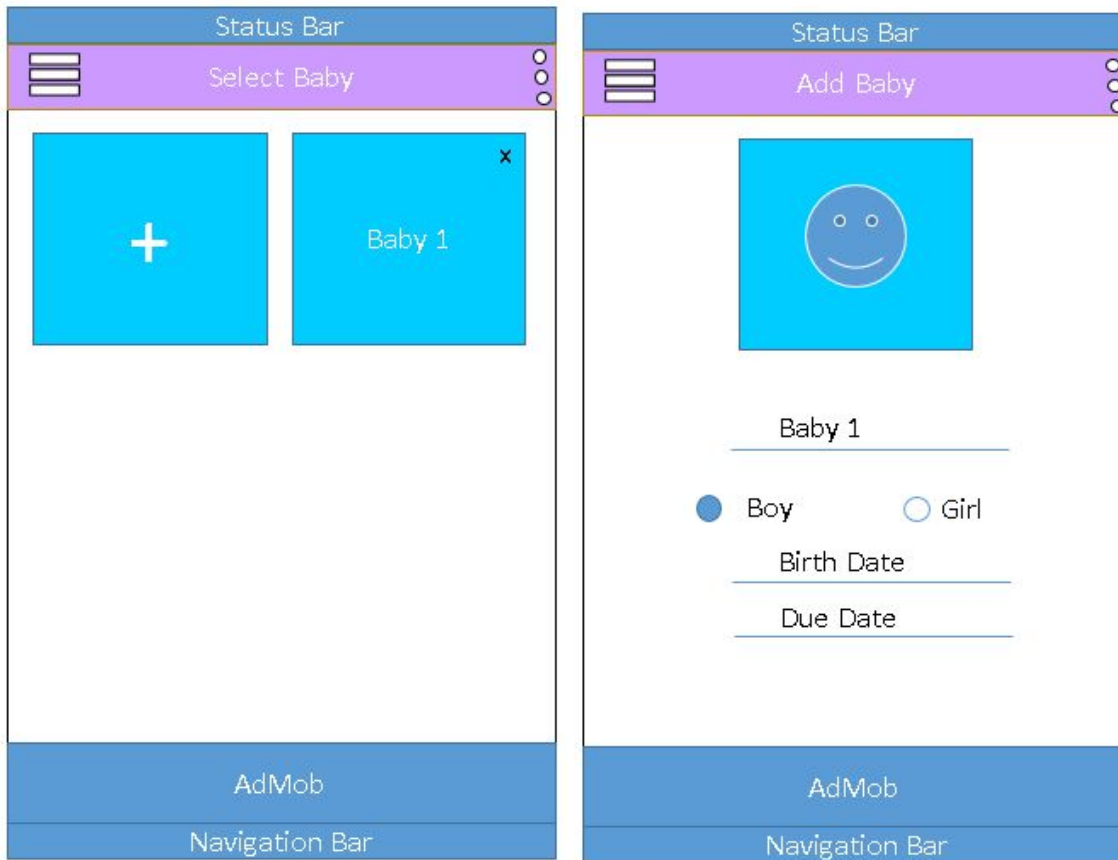 Status Bar
Select Baby
+
x
Baby 1
AdMob
Navigation Bar
Status Bar
Add Baby
Baby 1
Boy
Girl
Birth Date
Due Date
AdMob
Navigation Bar